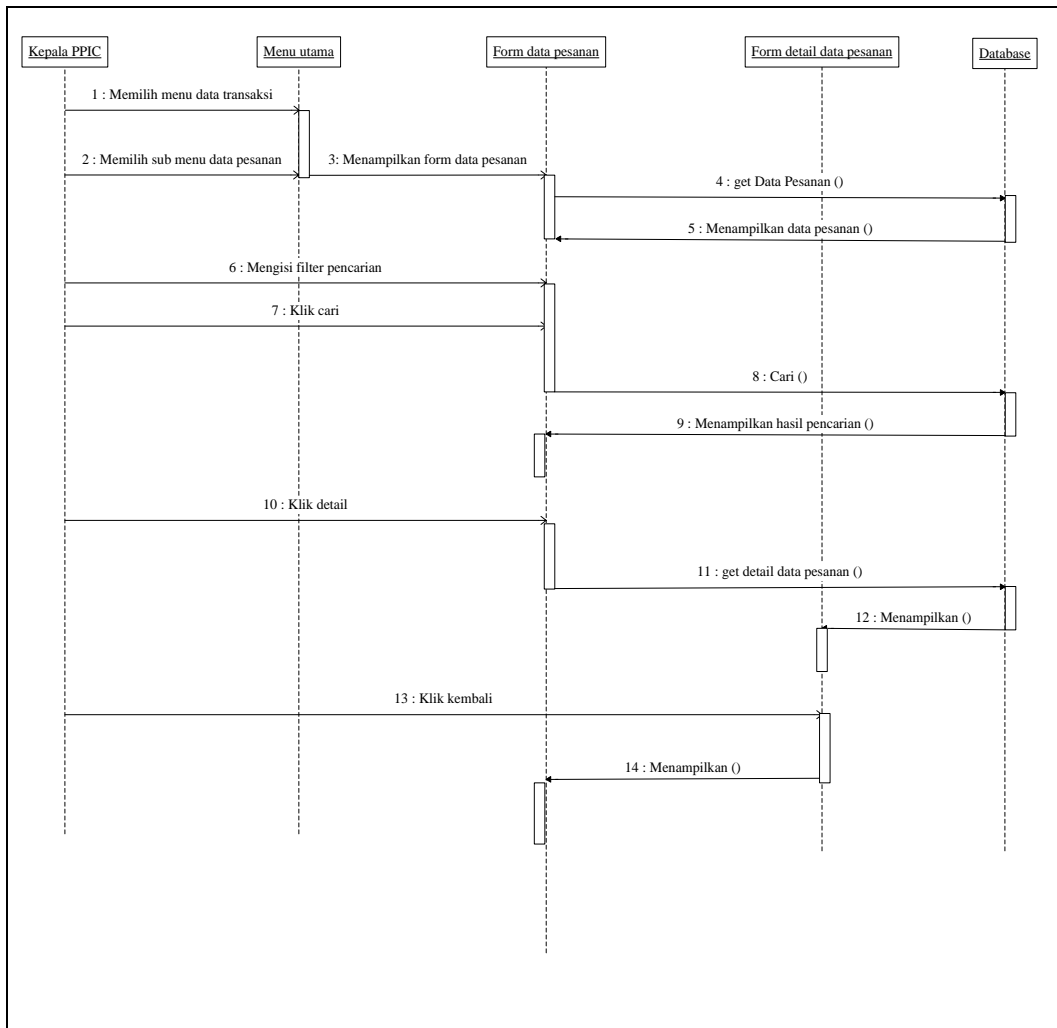 Kepala PPIC
Menu utama
Form data pesanan
Form detail data pesanan
Database
1 : Memilih menu data transaksi
2 : Memilih sub menu data pesanan
3: Menampilkan form data pesanan
4 : get Data Pesanan ()
5 : Menampilkan data pesanan ()
6 : Mengisi filter pencarian
7 : Klik cari
8 : Cari ()
9 : Menampilkan hasil pencarian ()
10 : Klik detail
11 : get detail data pesanan ()
12 : Menampilkan ()
13 : Klik kembali
14 : Menampilkan ()